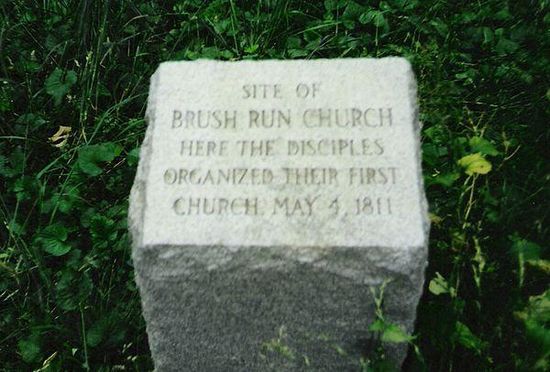 SITE OF
BRUSH RUN CHURCH
HERE THE DISCIPLES
ORGANIZED THEIR FIRST
CHURCH MAY 4, 1811